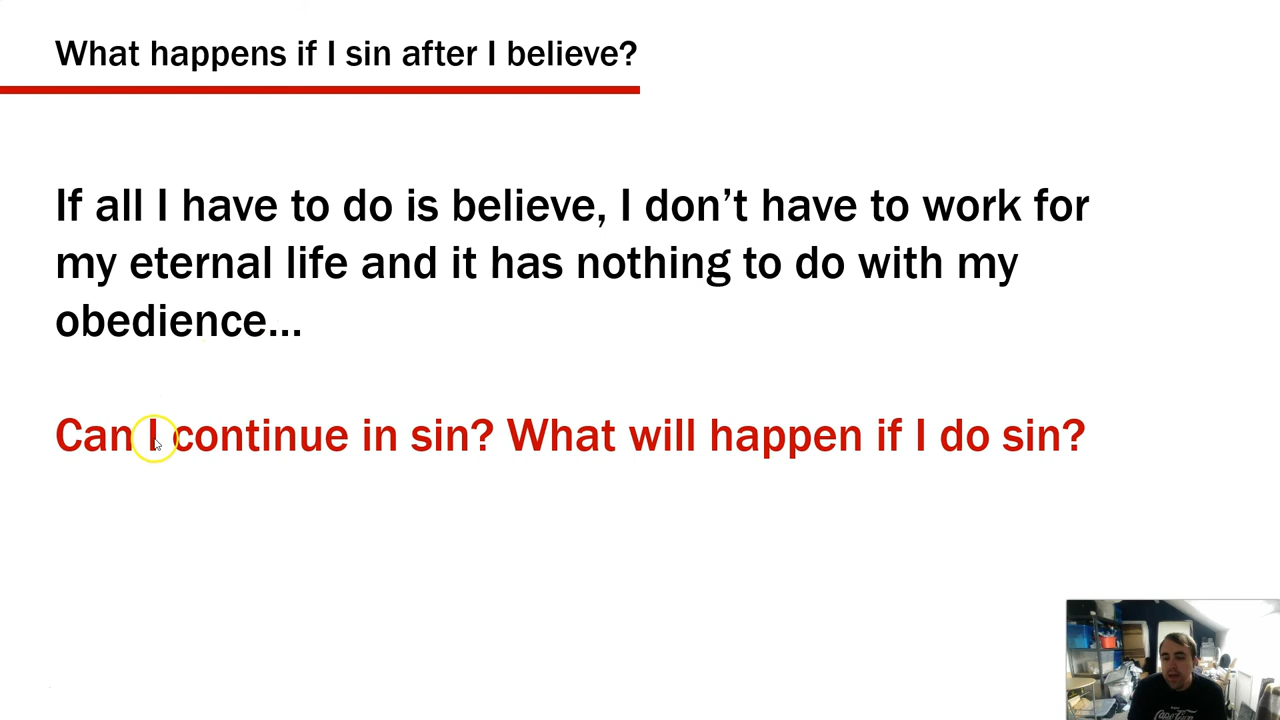 What happens if I sin after I believe?
If all I have to do is believe, I don’t have to work for
my eternal life and it has nothing to do with my
obedience...
Can I continue in sin? What will happen if I do sin?